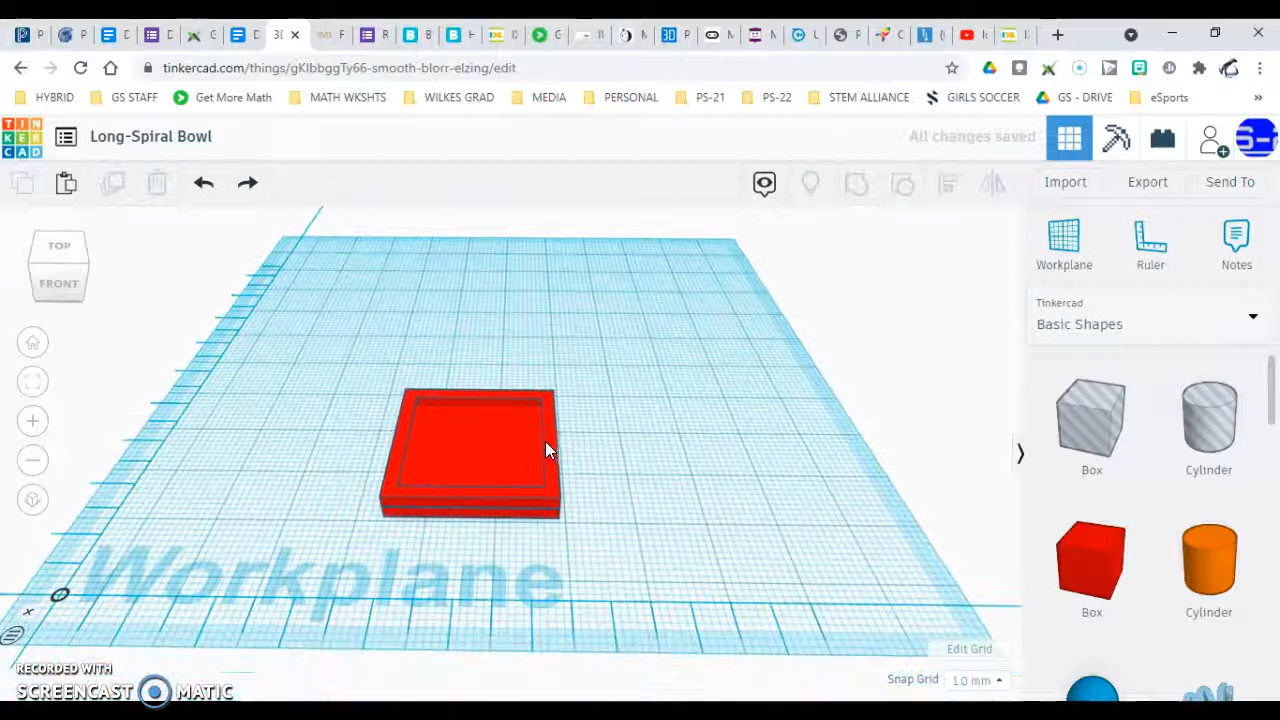 tinkercad.com/things/gKlbbggTy66-smooth-blorr-elzing/edit
HYBRID GS STAFF Get More Math MATH WKSHTS WILKES GRAD MEDIA PERSONAL PS-21 PS-22 STEM ALLIANCE GIRLS SOCCER GS - DRIVE eSports »
TIN
KER
CAD
Long-Spiral Bowl
All changes saved
Import Export Send To
TOP
FRONT
Workplane Ruler Notes
Tinkercad
Basic Shapes
Box Cylinder
Box Cylinder
Workplane
Edit Grid
Snap Grid 1.0 mm
RECORDED WITH
SCREENCAST MATIC